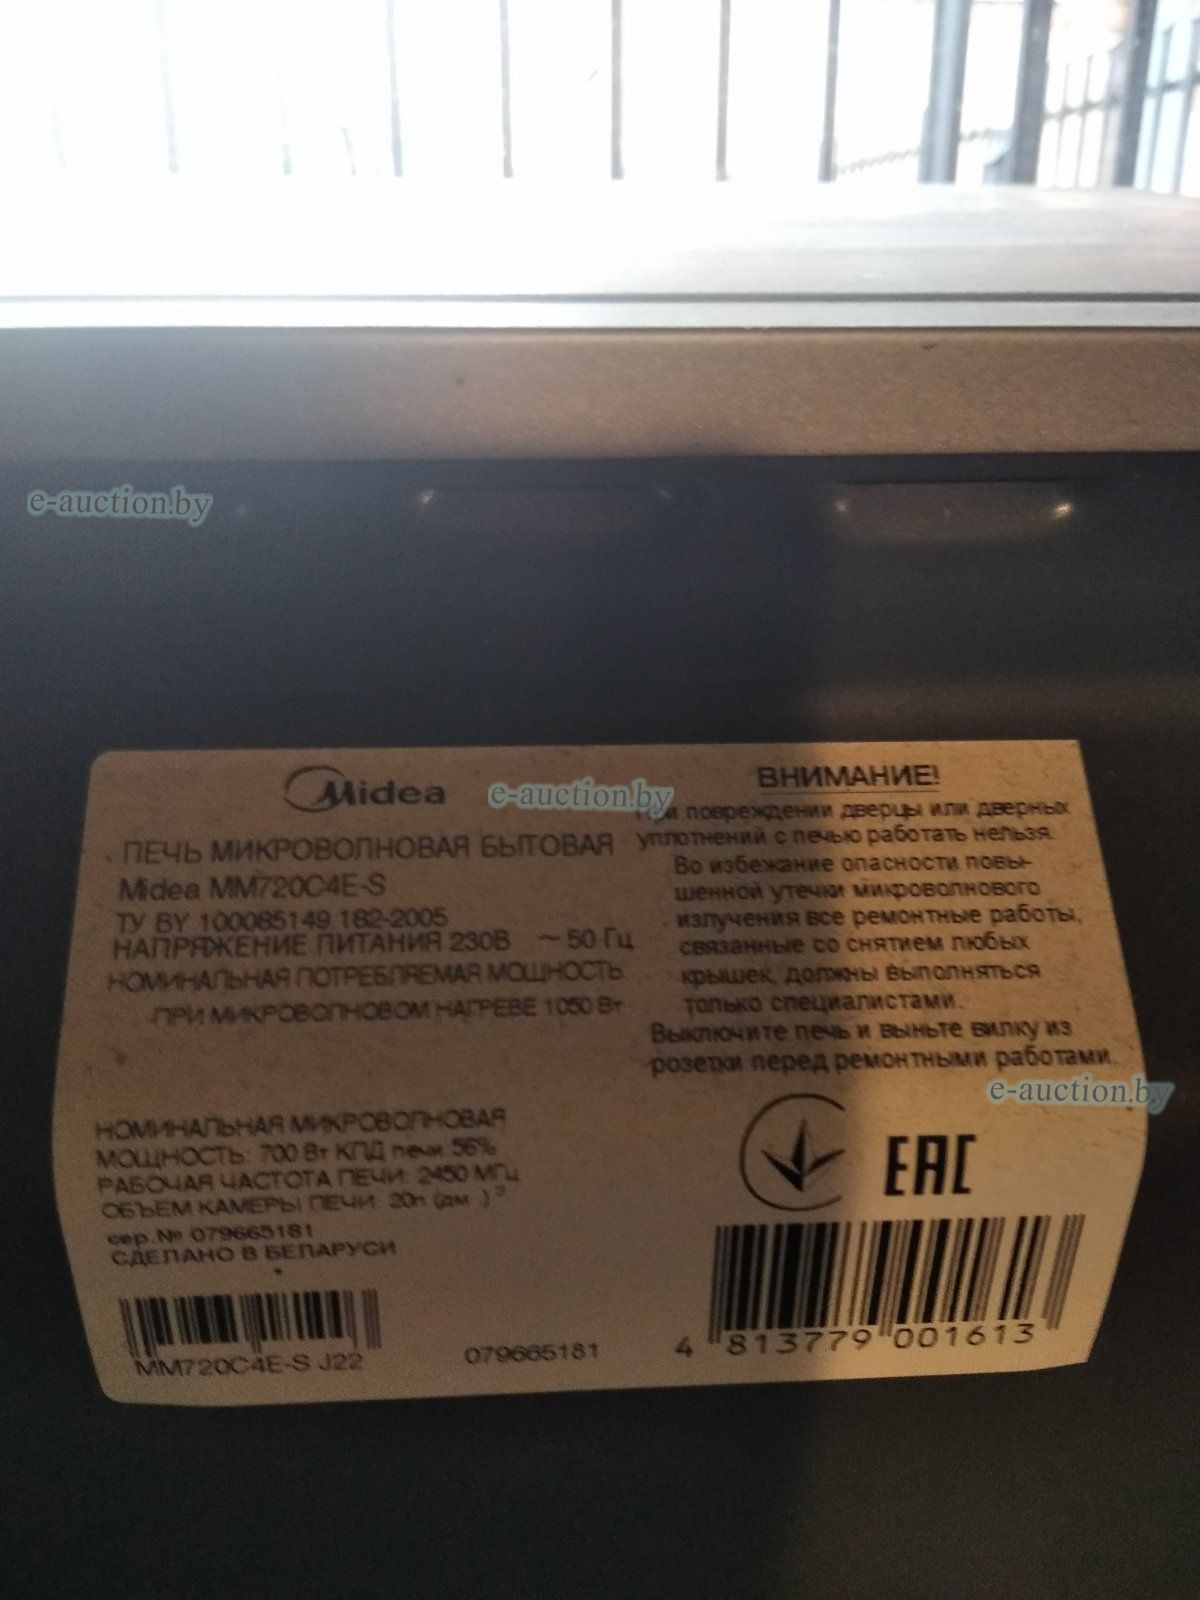 e-auction.by
Midea
e-auction.by
ПЕЧЬ МИКРОВОЛНОВАЯ БЫТОВАЯ
Midea MM720C4E-S
ТУ BY 100085149.182-2005
НАПРЯЖЕНИЕ ПИТАНИЯ 230В ~ 50 Гц
НОМИНАЛЬНАЯ ПОТРЕБЛЯЕМАЯ МОЩНОСТЬ
-ПРИ МИКРОВОЛНОВОМ НАГРЕВЕ 1050 Вт
НОМИНАЛЬНАЯ МИКРОВОЛНОВАЯ
МОЩНОСТЬ: 700 Вт КПД печи 56%
РАБОЧАЯ ЧАСТОТА ПЕЧИ: 2450 МГц
ОБЪЕМ КАМЕРЫ ПЕЧИ: 20л (дм )³
сер.№ 079665181
СДЕЛАНО В БЕЛАРУСИ
MM720C4E-S J22
079665181
ВНИМАНИЕ!
При повреждении дверцы или дверных
уплотнений с печью работать нельзя.
Во избежание опасности повы-
шенной утечки микроволнового
излучения все ремонтные работы,
связанные со снятием любых
крышек, должны выполняться
только специалистами.
Выключите печь и выньте вилку из
розетки перед ремонтными работами.
e-auction.by
EAC
4 813779 001613